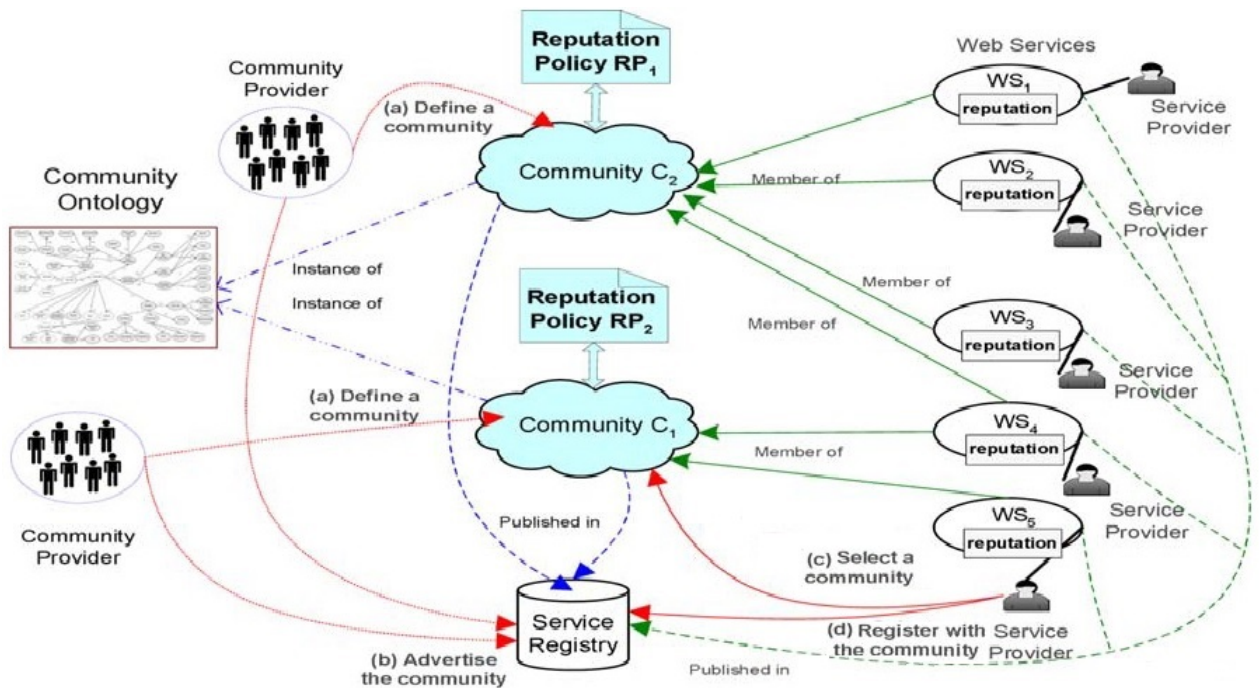 Reputation
Policy RP₁
Community
Provider
(a) Define a
community
Web Services
WS₁
reputation
Service
Provider
Community C₂
Member of
WS₂
reputation
Service
Provider
Community
Ontology
Instance of
Instance of
Reputation
Policy RP₂
Member of
Member of
WS₃
reputation
Service
Provider
(a) Define a
community
Community C₁
WS₄
reputation
Member of
Service
Provider
Community
Provider
Published in
WS₅
reputation
(c) Select a
community
Service
Registry
(d) Register with
the community
Service
Provider
(b) Advertise
the community
Published in